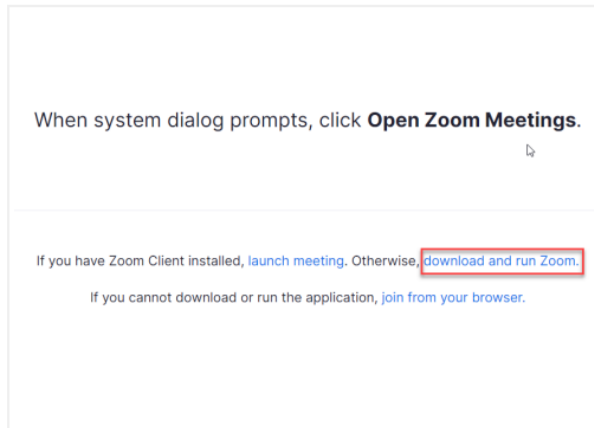 When system dialog prompts, click Open Zoom Meetings.
If you have Zoom Client installed, launch meeting. Otherwise, download and run Zoom.
If you cannot download or run the application, join from your browser.